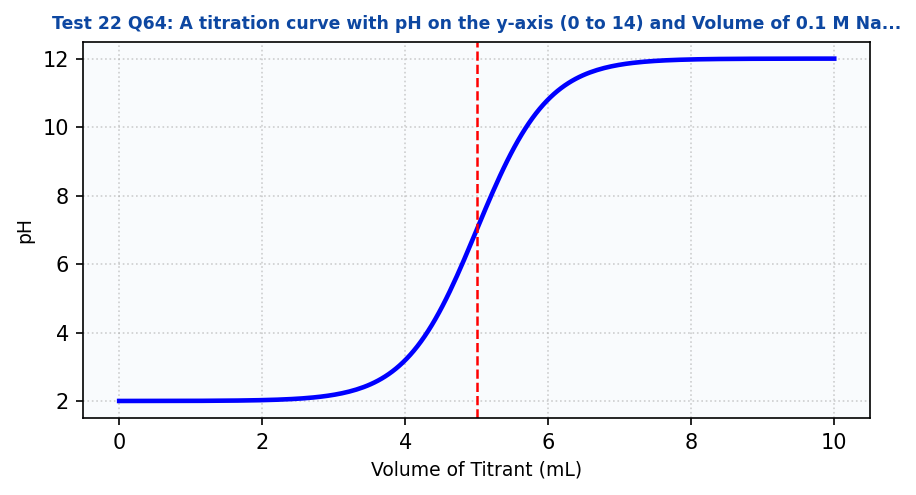 Test 22 Q64: A titration curve with pH on the y-axis (0 to 14) and Volume of 0.1 M Na...
12
10
8
6
4
2
pH
0 2 4 6 8 10
Volume of Titrant (mL)